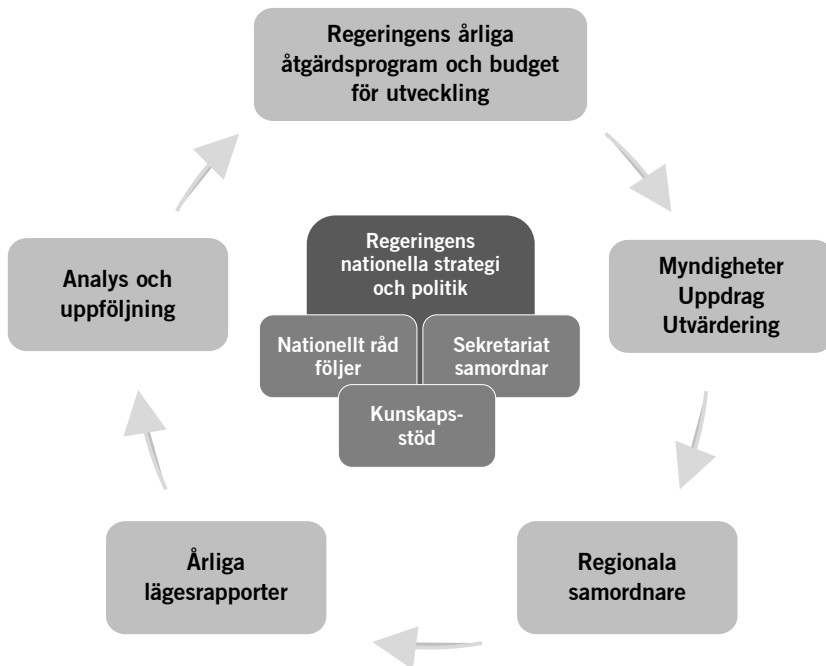 Regeringens årliga
åtgärdsprogram och budget
för utveckling
Analys och
uppföljning
Regeringens
nationella strategi
och politik
Myndigheter
Uppdrag
Utvärdering
Nationellt råd
följer
Sekretariat
samordnar
Kunskaps-
stöd
Årliga
lägesrapporter
Regionala
samordnare